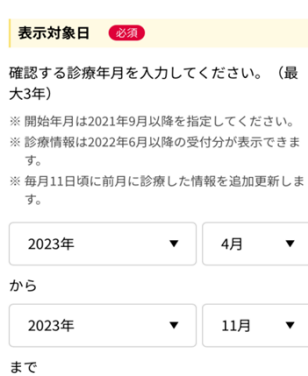 表示対象日 必須
確認する診療年月を入力してください。（最
大3年）
※ 開始年月は2021年9月以降を指定してください。
※ 診療情報は2022年6月以降の受付分が表示できま
す。
※ 毎月11日頃に前月に診療した情報を追加更新しま
す。
2023年 ▼ 4月 ▼
から
2023年 ▼ 11月 ▼
まで